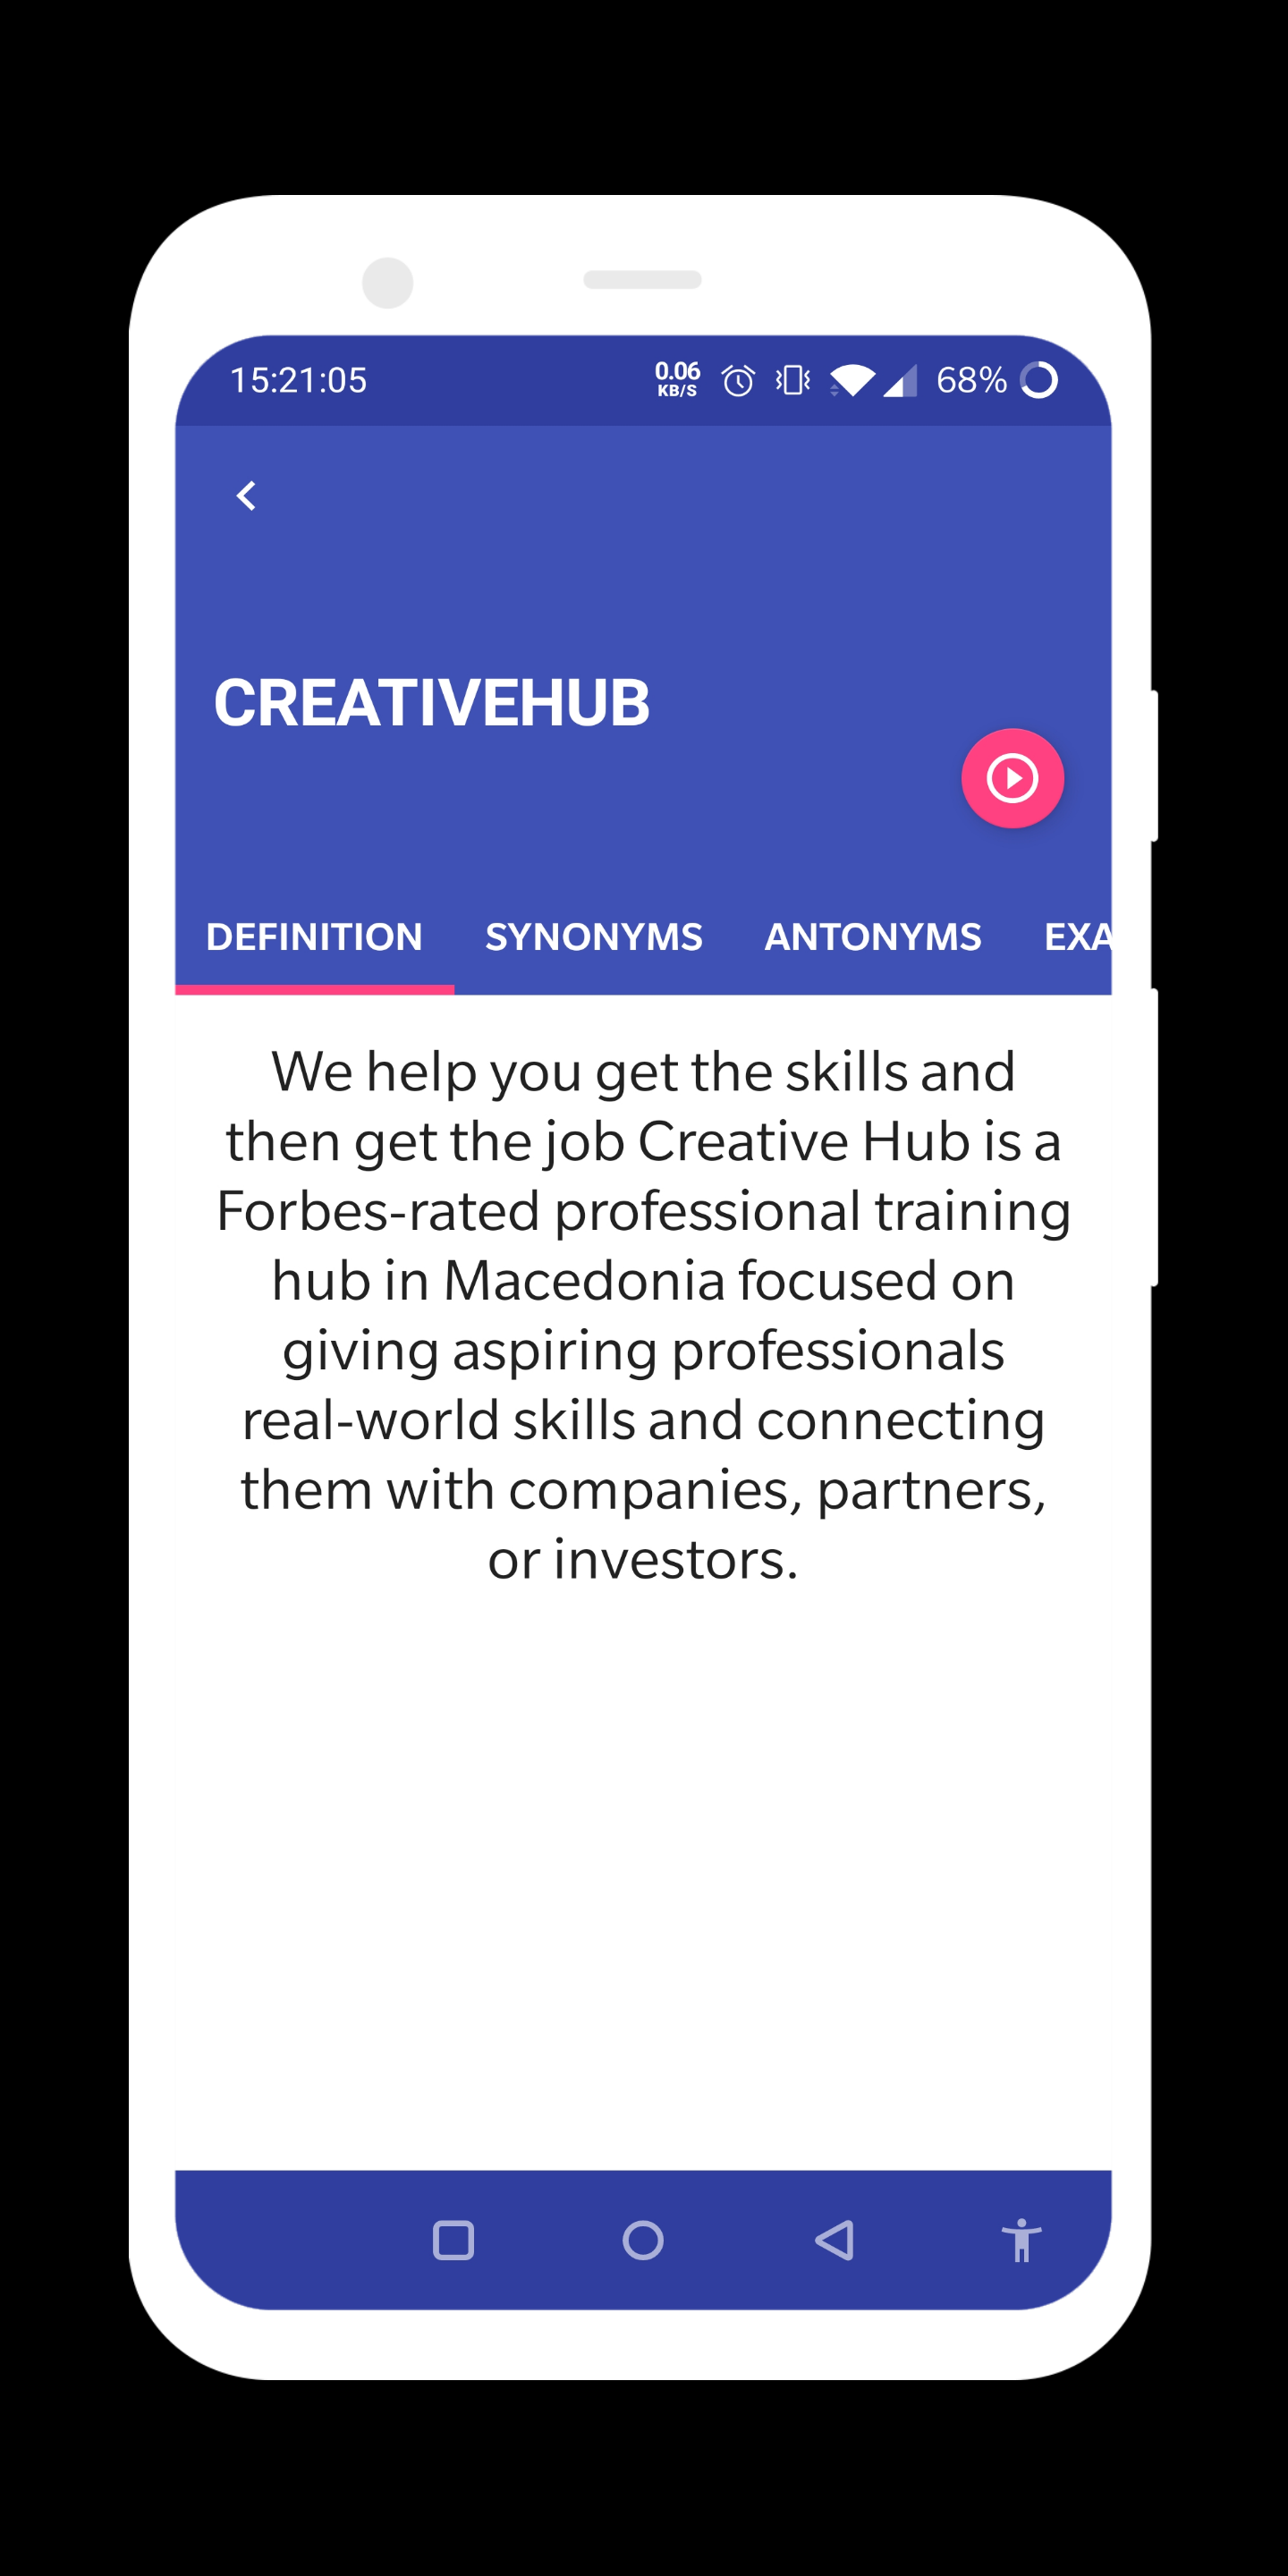 15:21:05 0.06 KB/S 68%
CREATIVEHUB
DEFINITION SYNONYMS ANTONYMS EXA
We help you get the skills and
then get the job Creative Hub is a
Forbes-rated professional training
hub in Macedonia focused on
giving aspiring professionals
real-world skills and connecting
them with companies, partners,
or investors.